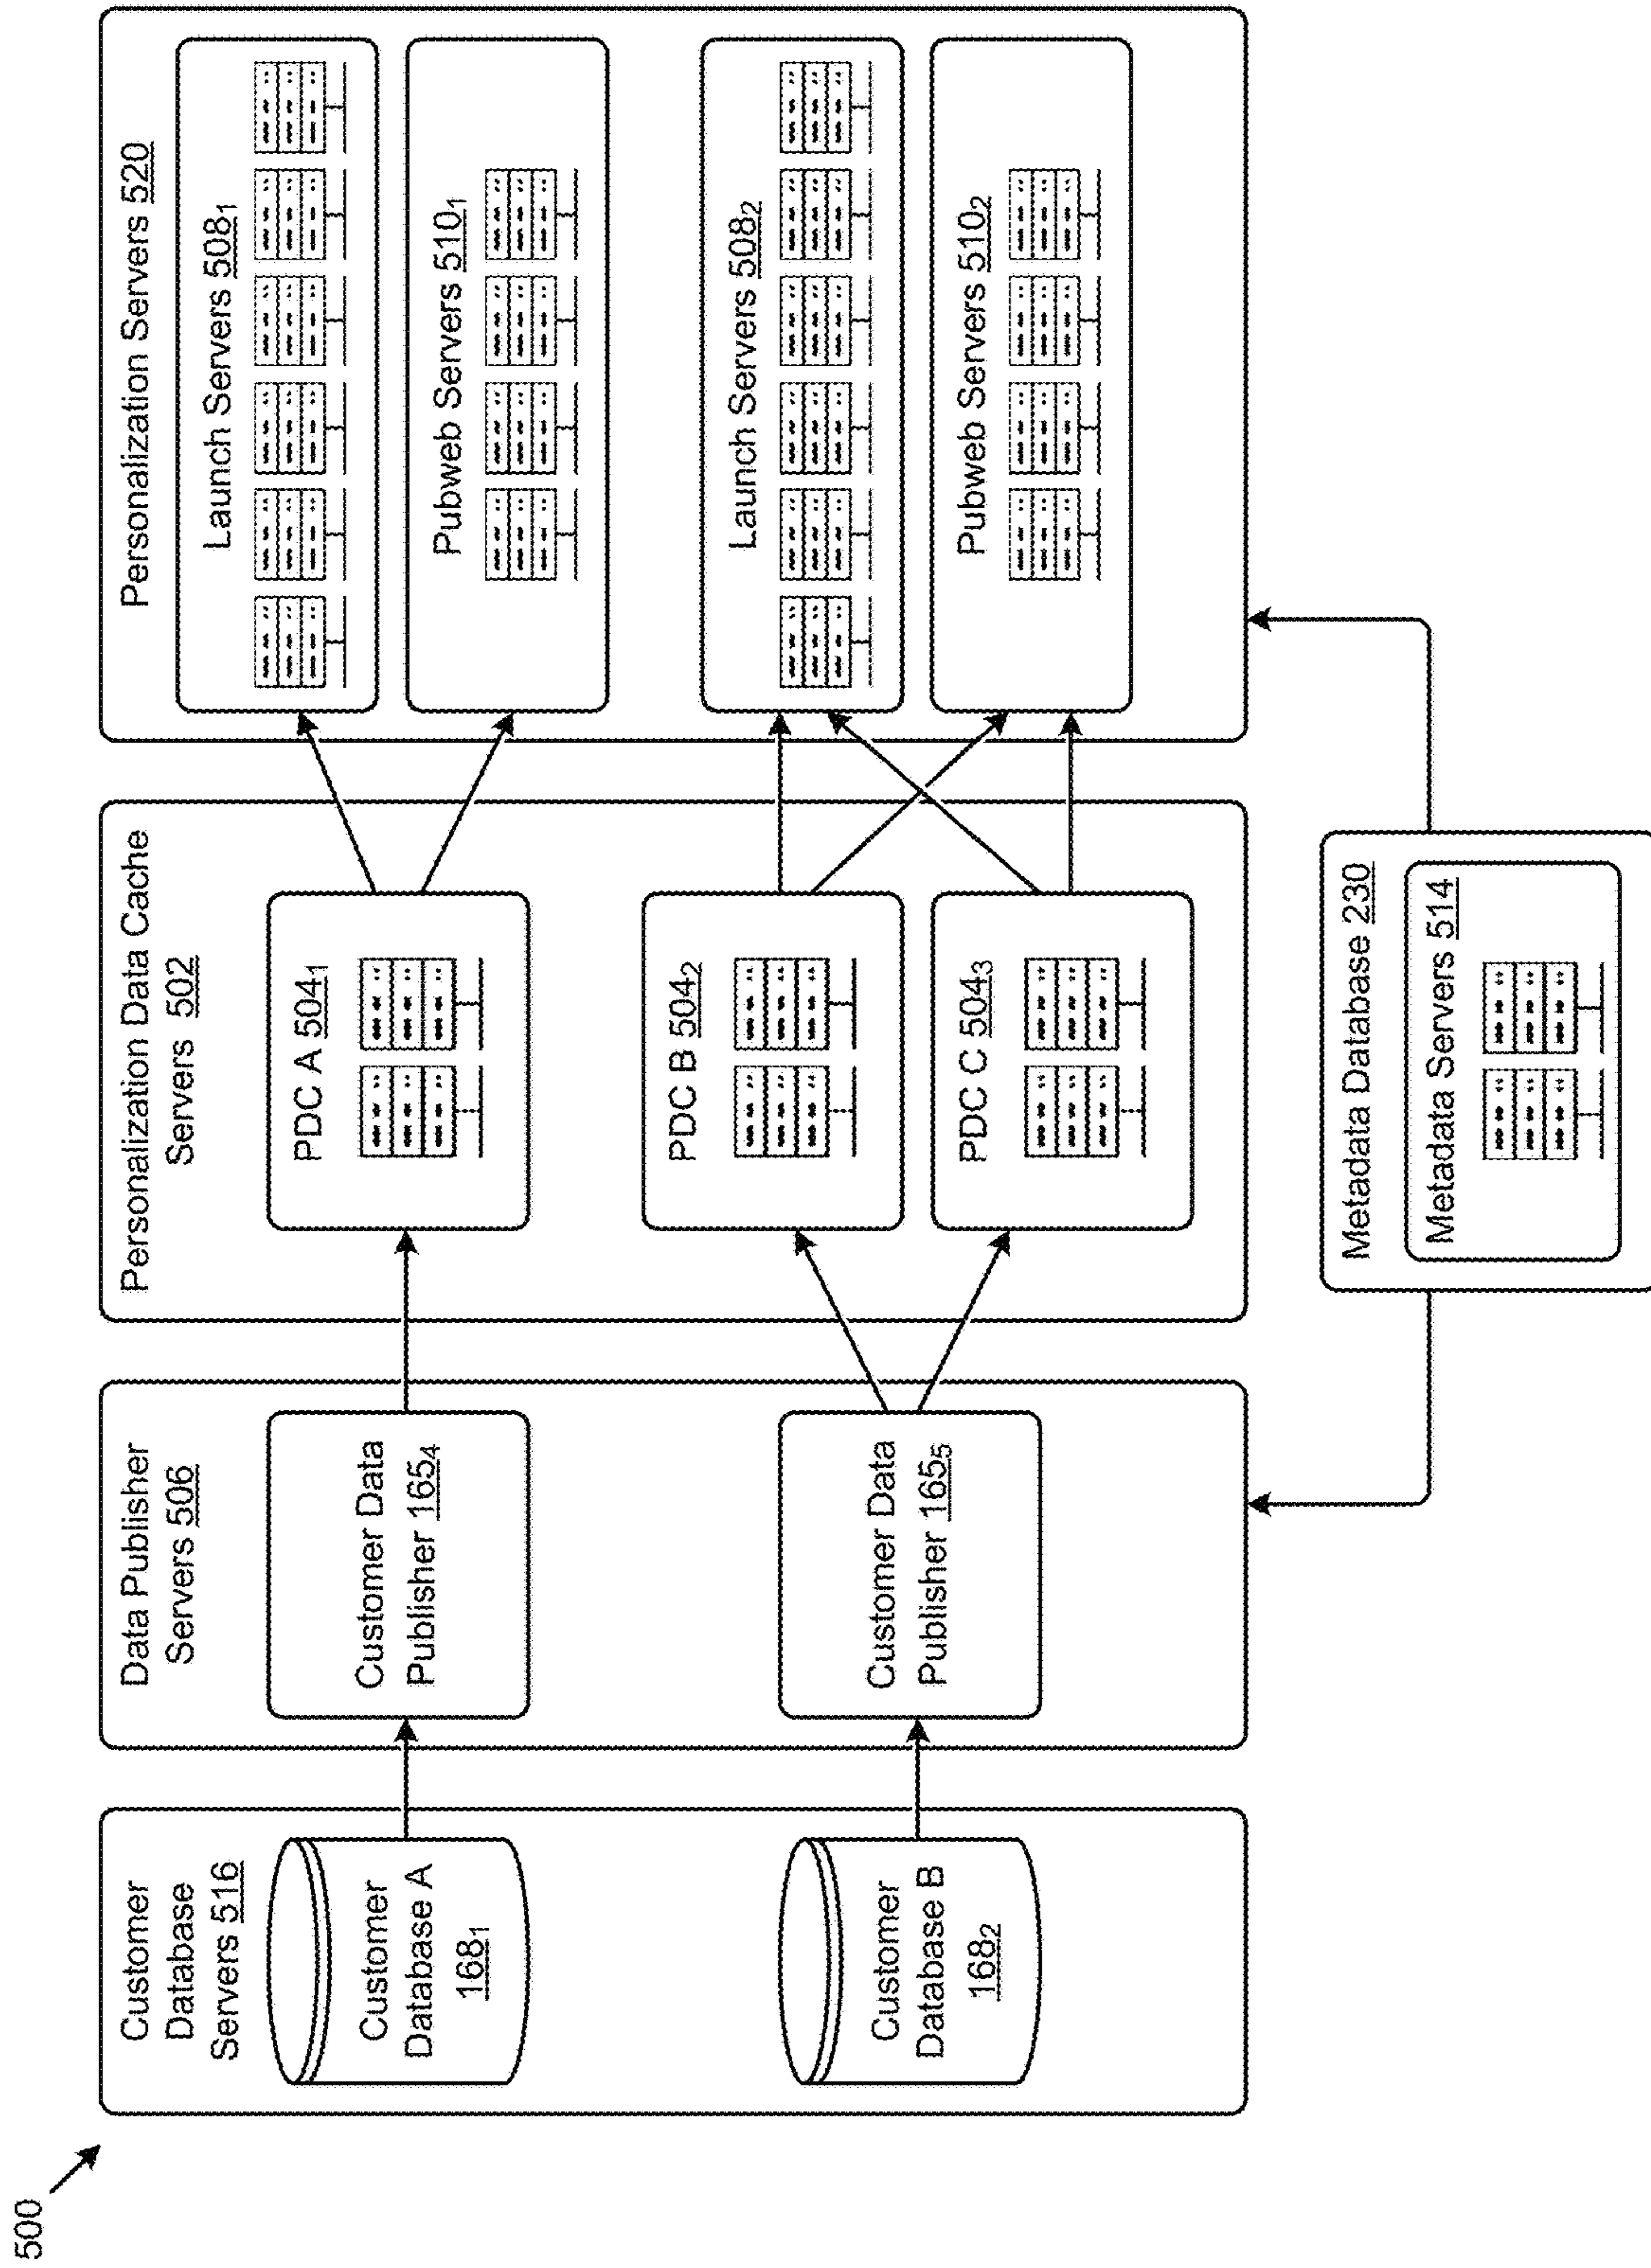 500
Customer
Database
Servers 516
Customer
Database A
168₁
Customer
Database B
168₂
Data Publisher
Servers 506
Customer Data
Publisher 165₄
Customer Data
Publisher 165₅
Personalization Data Cache
Servers 502
PDC A 504₁
PDC B 504₂
PDC C 504₃
Personalization Servers 520
Launch Servers 508₁
Pubweb Servers 510₁
Launch Servers 508₂
Pubweb Servers 510₂
Metadata Database 230
Metadata Servers 514